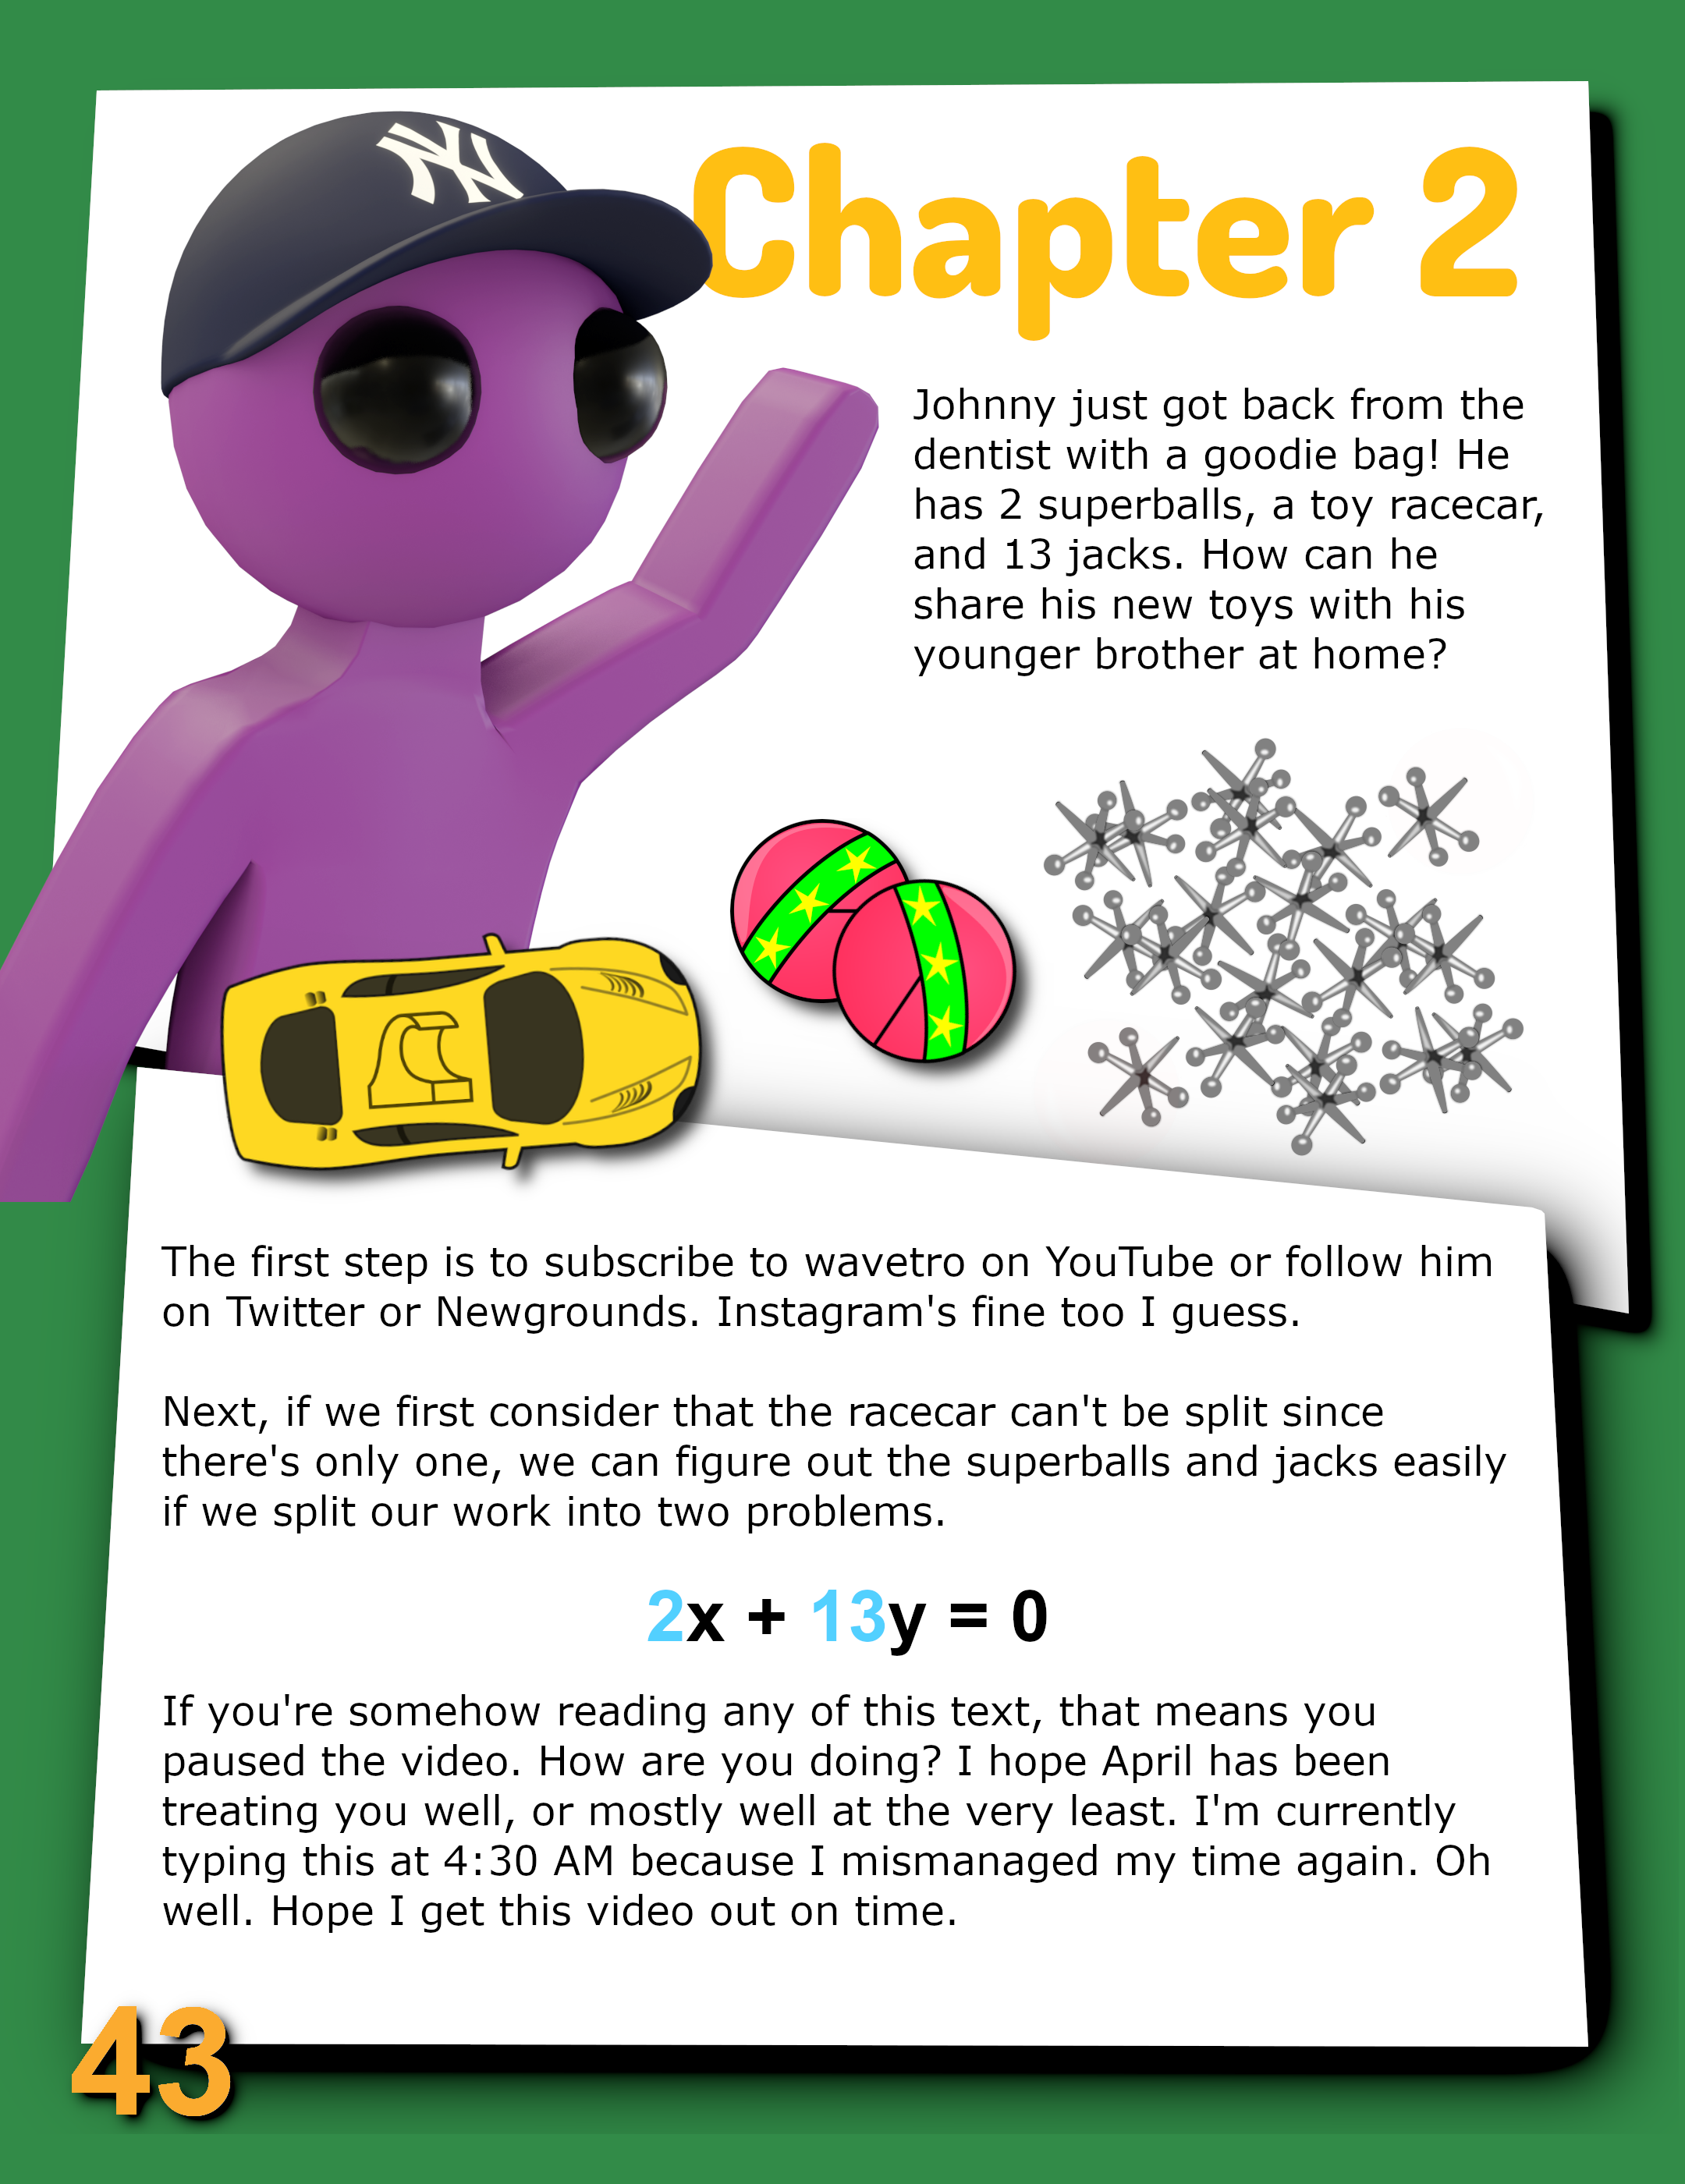 NY
Chapter 2
Johnny just got back from the
dentist with a goodie bag! He
has 2 superballs, a toy racecar,
and 13 jacks. How can he
share his new toys with his
younger brother at home?
The first step is to subscribe to wavetro on YouTube or follow him
on Twitter or Newgrounds. Instagram's fine too I guess.
Next, if we first consider that the racecar can't be split since
there's only one, we can figure out the superballs and jacks easily
if we split our work into two problems.
2x + 13y = 0
If you're somehow reading any of this text, that means you
paused the video. How are you doing? I hope April has been
treating you well, or mostly well at the very least. I'm currently
typing this at 4:30 AM because I mismanaged my time again. Oh
well. Hope I get this video out on time.
43